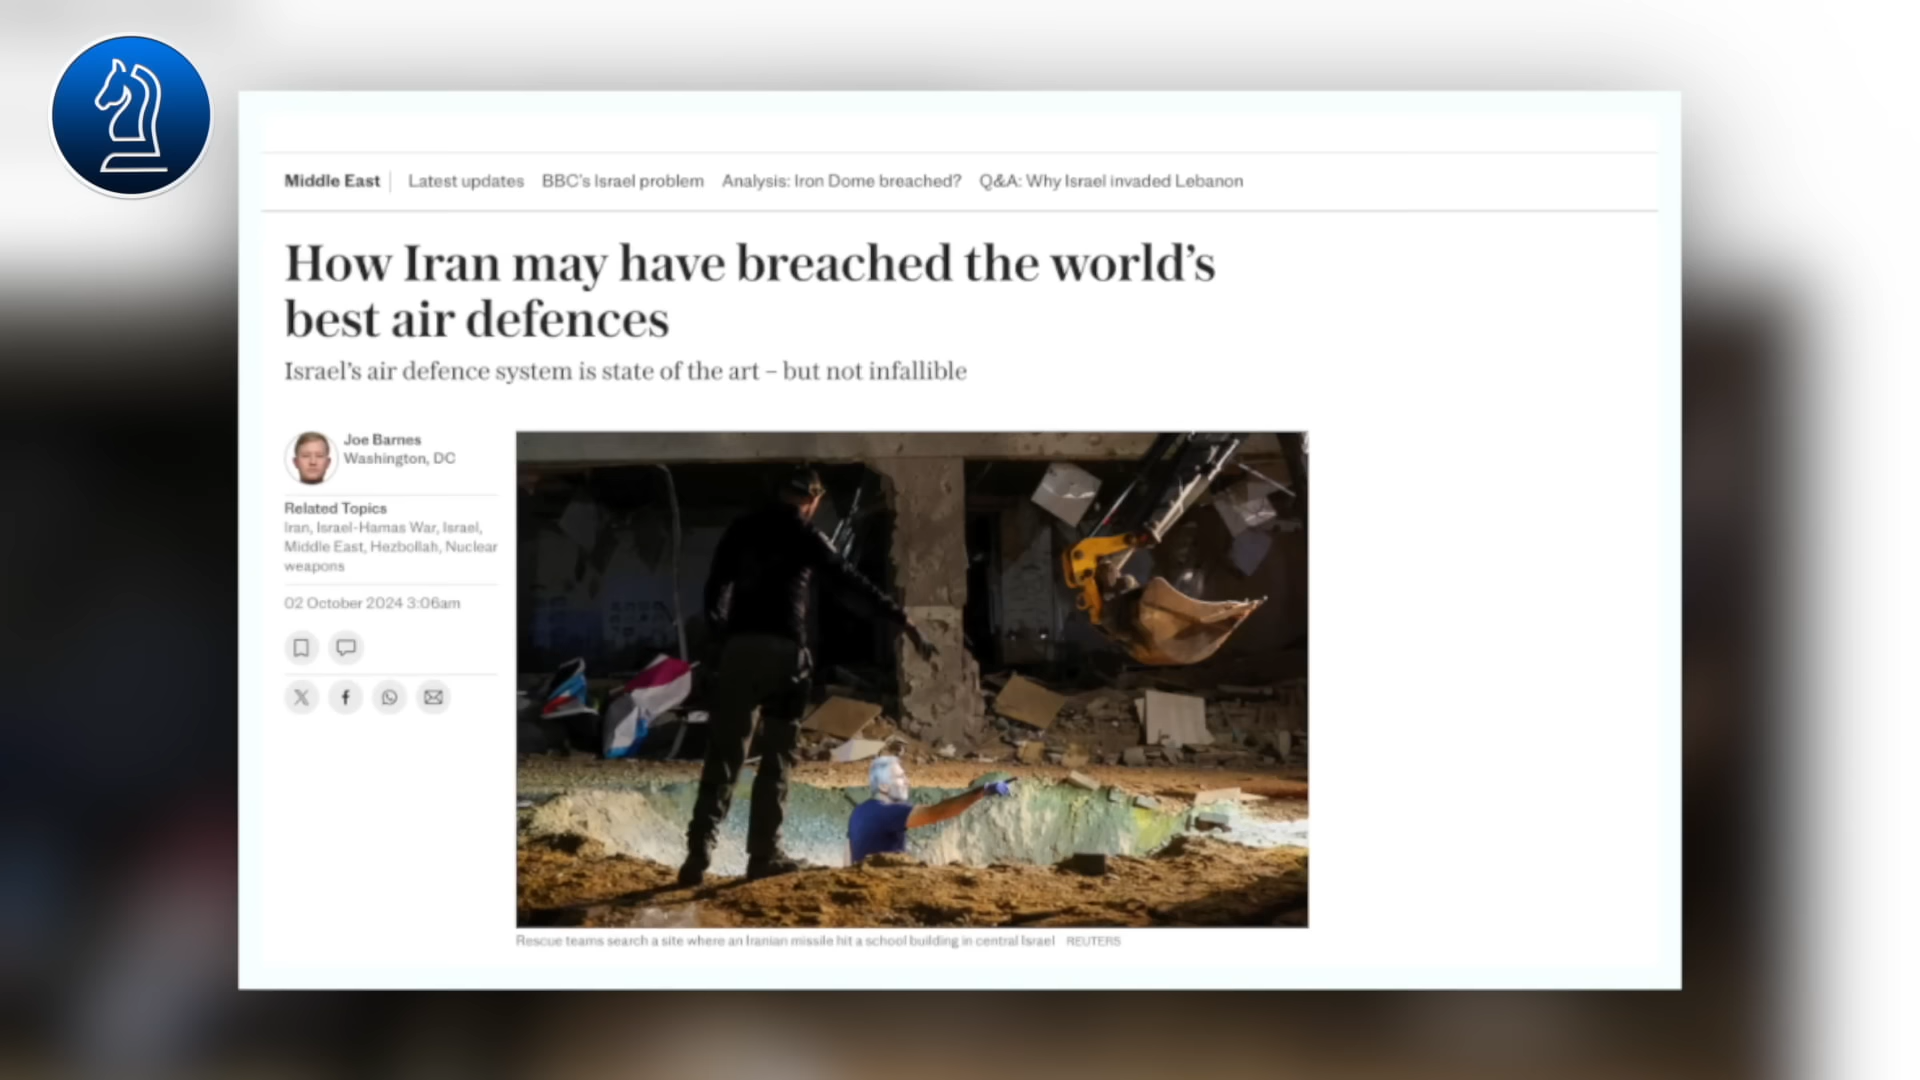 Middle East Latest updates BBC's Israel problem Analysis: Iron Dome breached? Q&A: Why Israel invaded Lebanon
How Iran may have breached the world's
best air defences
Israel's air defence system is state of the art – but not infallible
Joe Barnes
Washington, DC
Related Topics
Iran, Israel-Hamas War, Israel,
Middle East, Hezbollah, Nuclear
weapons
02 October 2024 3:06am
Rescue teams search a site where an Iranian missile hit a school building in central Israel REUTERS